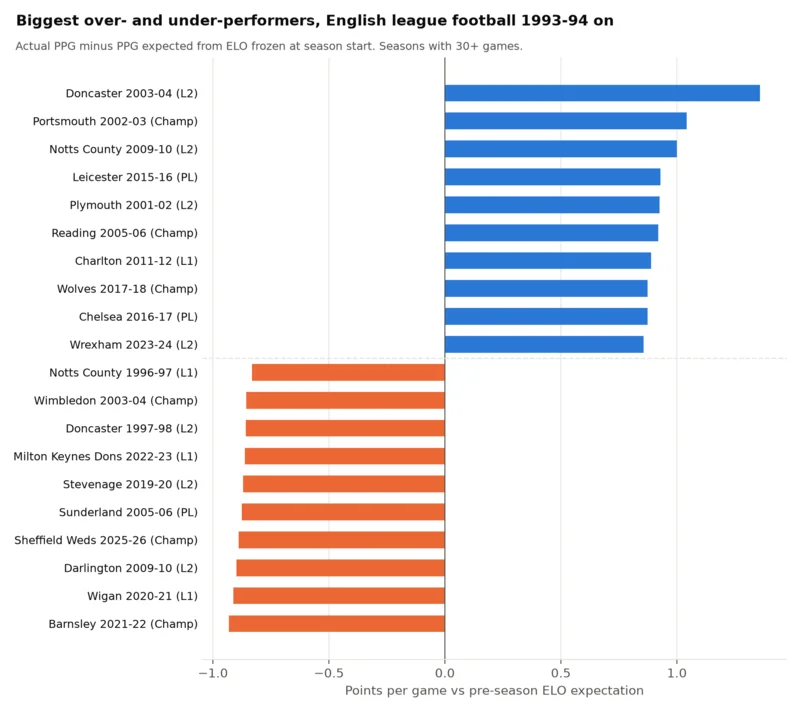 Biggest over- and under-performers, English league football 1993-94 on
Actual PPG minus PPG expected from ELO frozen at season start. Seasons with 30+ games.
Doncaster 2003-04 (L2)
Portsmouth 2002-03 (Champ)
Notts County 2009-10 (L2)
Leicester 2015-16 (PL)
Plymouth 2001-02 (L2)
Reading 2005-06 (Champ)
Charlton 2011-12 (L1)
Wolves 2017-18 (Champ)
Chelsea 2016-17 (PL)
Wrexham 2023-24 (L2)
Notts County 1996-97 (L1)
Wimbledon 2003-04 (Champ)
Doncaster 1997-98 (L2)
Milton Keynes Dons 2022-23 (L1)
Stevenage 2019-20 (L2)
Sunderland 2005-06 (PL)
Sheffield Weds 2025-26 (Champ)
Darlington 2009-10 (L2)
Wigan 2020-21 (L1)
Barnsley 2021-22 (Champ)
−1.0 −0.5 0.0 0.5 1.0
Points per game vs pre-season ELO expectation